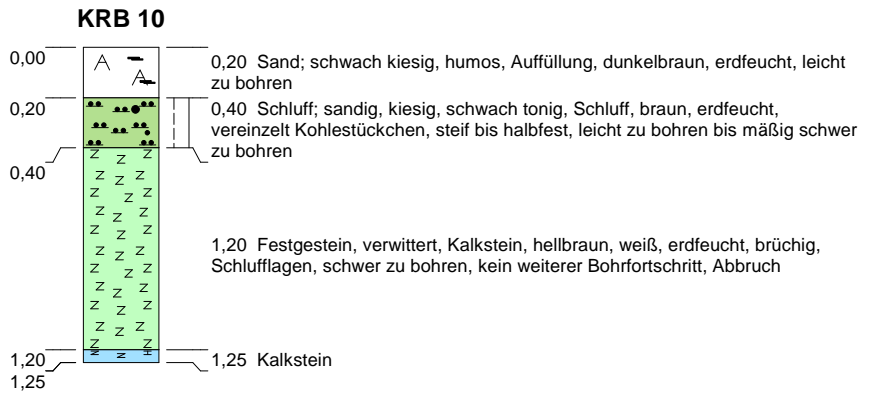 KRB 10
0,00
0,20 Sand; schwach kiesig, humos, Auffüllung, dunkelbraun, erdfeucht, leicht
zu bohren
0,20
0,40 Schluff; sandig, kiesig, schwach tonig, Schluff, braun, erdfeucht,
vereinzelt Kohlestückchen, steif bis halbfest, leicht zu bohren bis mäßig schwer
zu bohren
0,40
1,20 Festgestein, verwittert, Kalkstein, hellbraun, weiß, erdfeucht, brüchig,
Schlufflagen, schwer zu bohren, kein weiterer Bohrfortschritt, Abbruch
1,20
1,25 Kalkstein
1,25